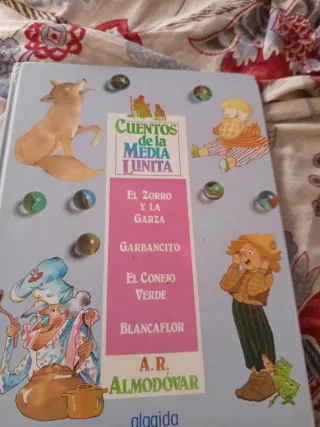 CUENTOS
de la
MEDIA
LUNITA
EL ZORRO
Y LA
GARZA
GARBANCITO
EL CONEJO
VERDE
BLANCAFLOR
A.R.
ALMODÓVAR
algaida